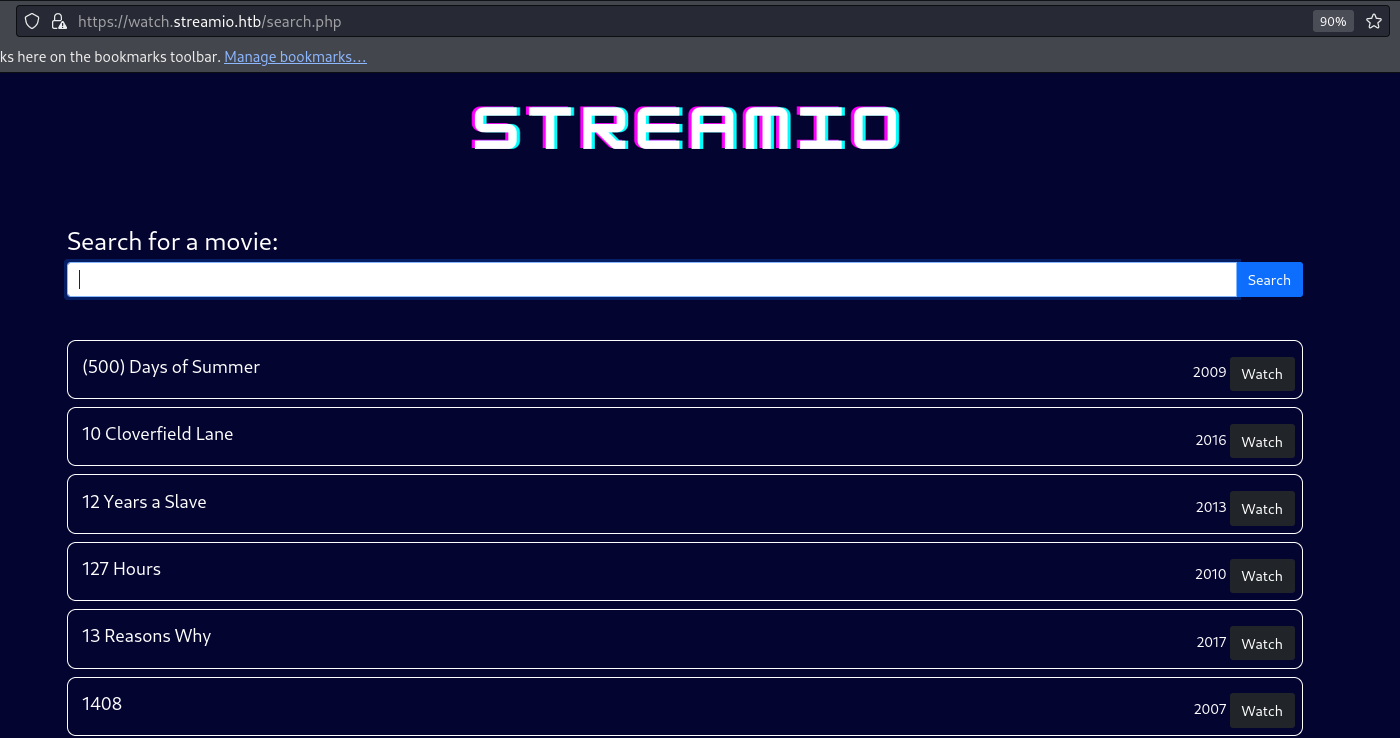 https://watch.streamio.htb/search.php 90%
ks here on the bookmarks toolbar. Manage bookmarks...
STREAMIO
Search for a movie:
Search
(500) Days of Summer 2009 Watch
10 Cloverfield Lane 2016 Watch
12 Years a Slave 2013 Watch
127 Hours 2010 Watch
13 Reasons Why 2017 Watch
1408 2007 Watch